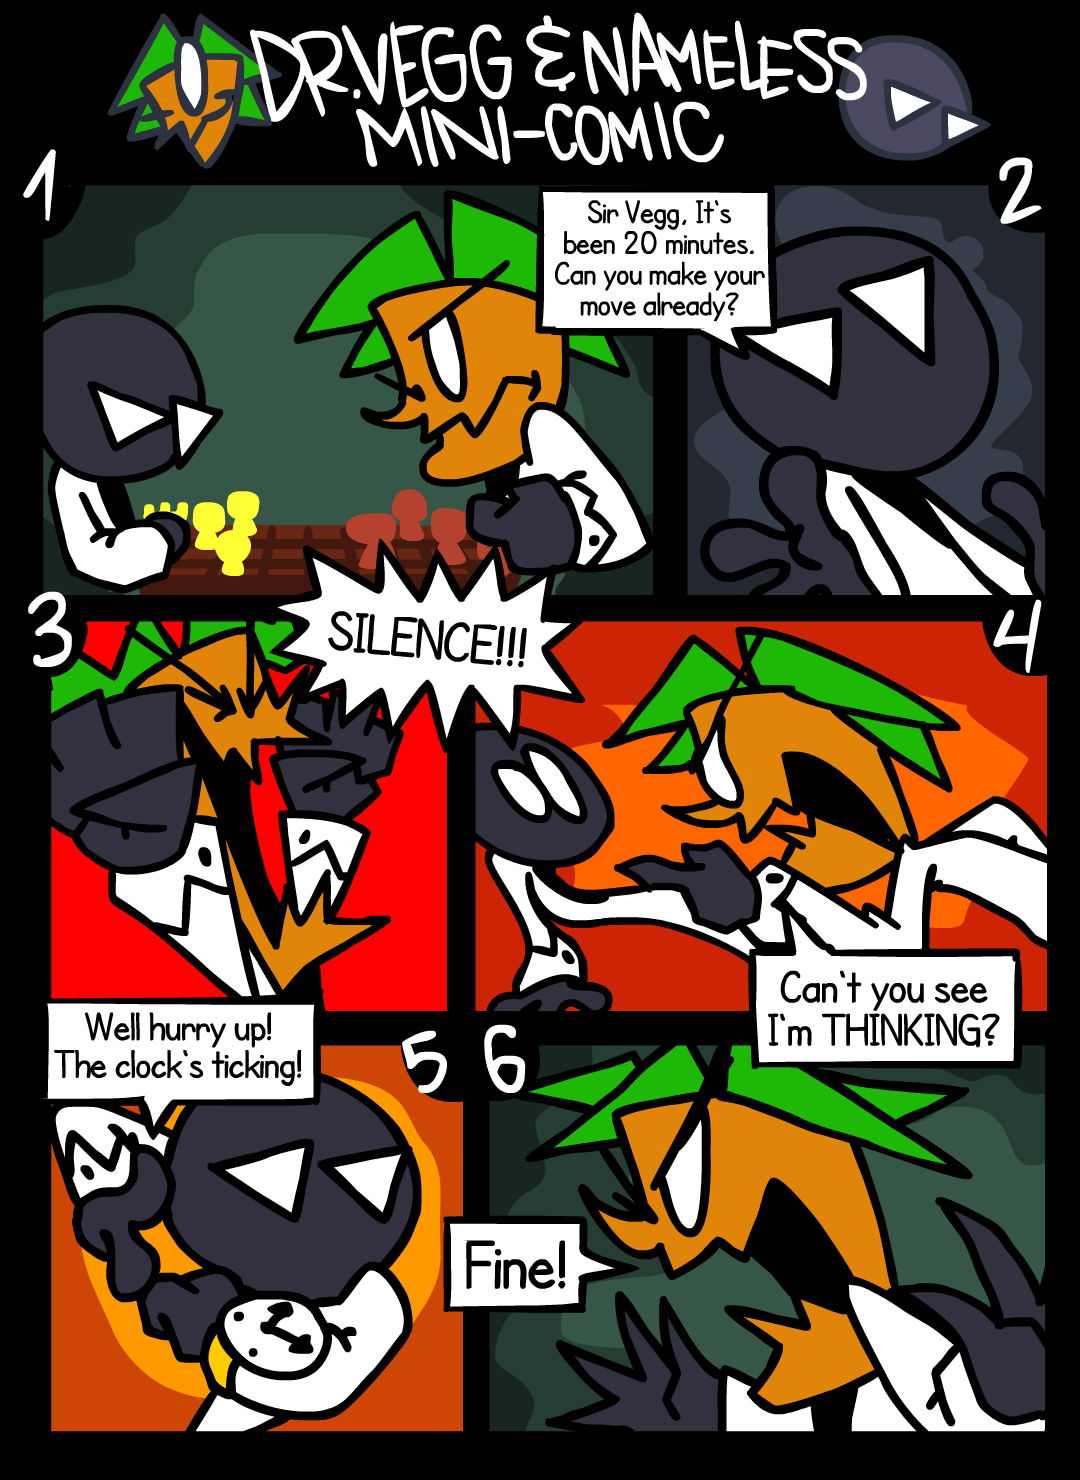 DR.VEGG & NAMELESS
MINI-COMIC
1
2
Sir Vegg, It's
been 20 minutes.
Can you make your
move already?
3
SILENCE!!!
4
Can't you see
I'm THINKING?
Well hurry up!
The clock's ticking!
5
6
Fine!